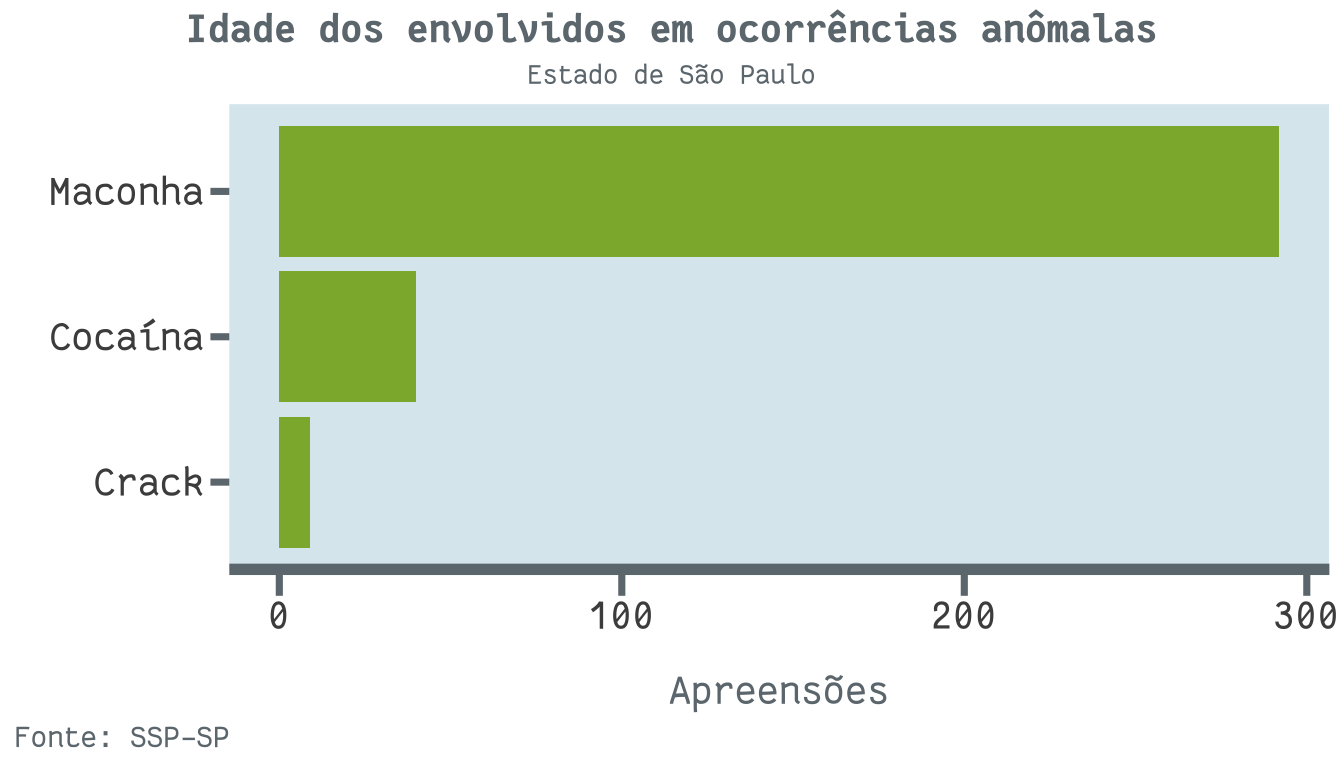 Idade dos envolvidos em ocorrências anômalas
Estado de São Paulo
Maconha
Cocaína
Crack
0 100 200 300
Apreensões
Fonte: SSP-SP